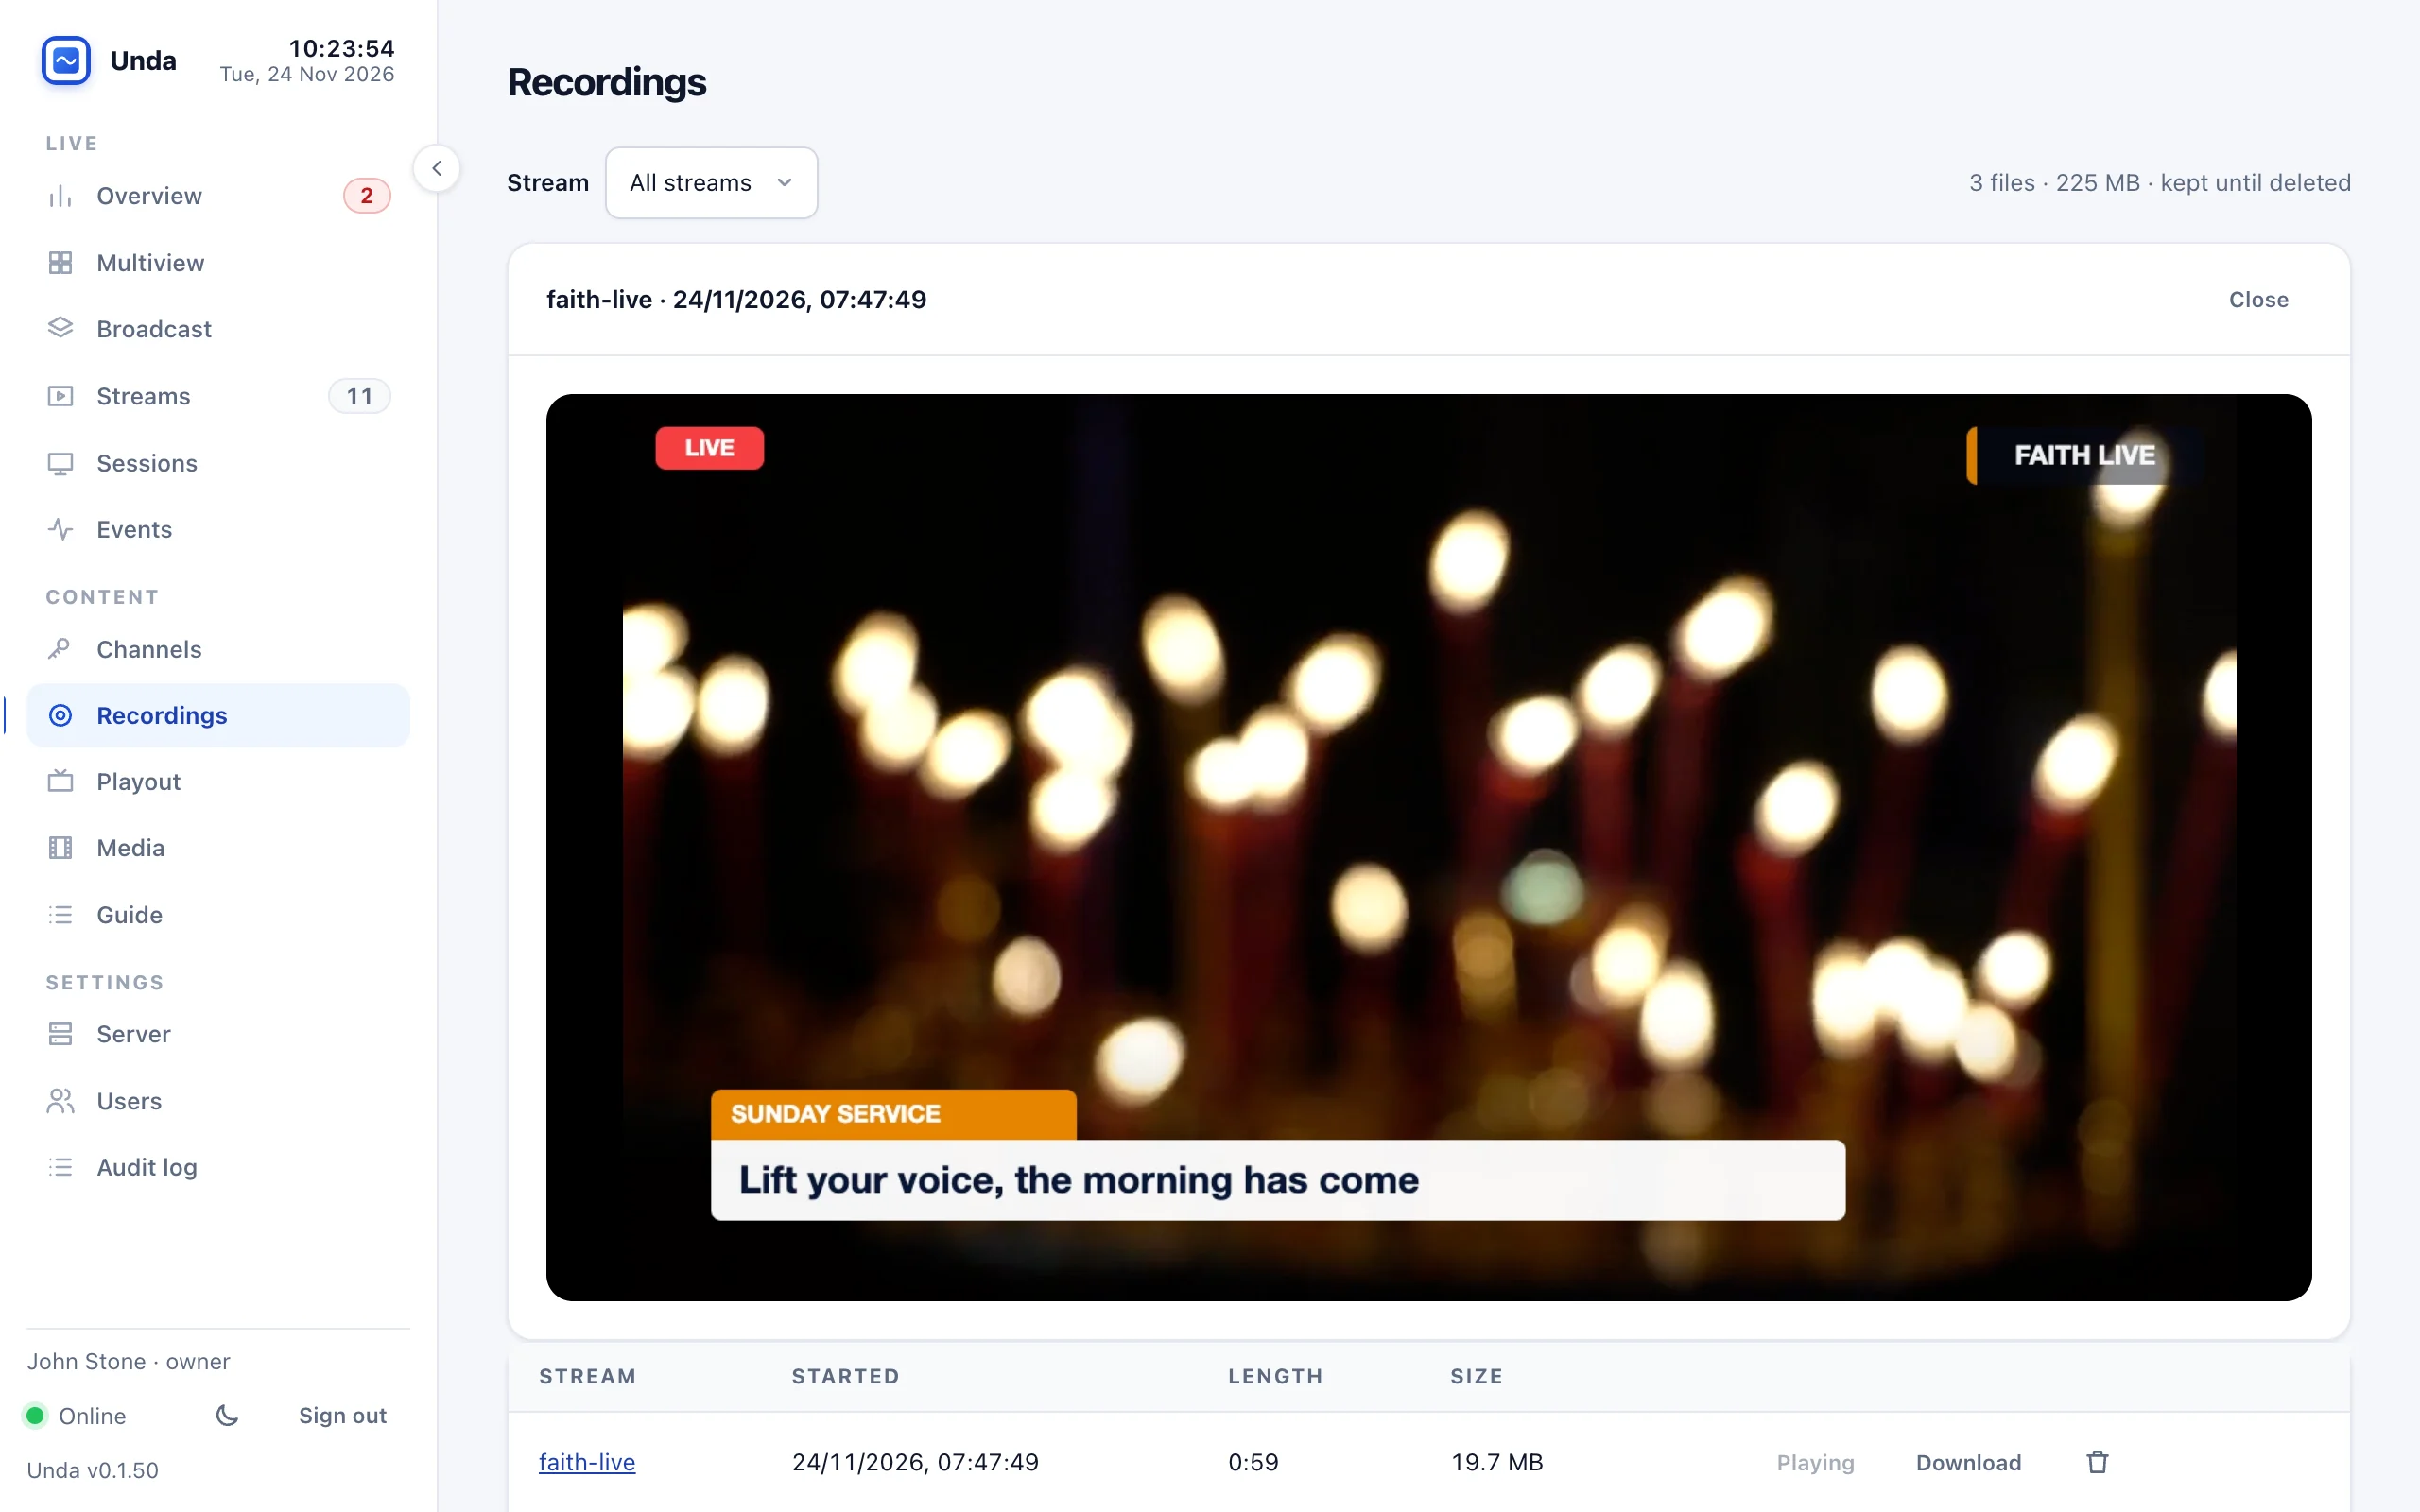 Unda
10:23:54
Tue, 24 Nov 2026
LIVE
Overview
2
Multiview
Broadcast
Streams
11
Sessions
Events
CONTENT
Channels
Recordings
Playout
Media
Guide
SETTINGS
Server
Users
Audit log
John Stone · owner
Online
Sign out
Unda v0.1.50
Recordings
Stream
All streams
3 files · 225 MB · kept until deleted
faith-live · 24/11/2026, 07:47:49
Close
LIVE
FAITH LIVE
SUNDAY SERVICE
Lift your voice, the morning has come
STREAM STARTED LENGTH SIZE
faith-live 24/11/2026, 07:47:49 0:59 19.7 MB Playing Download